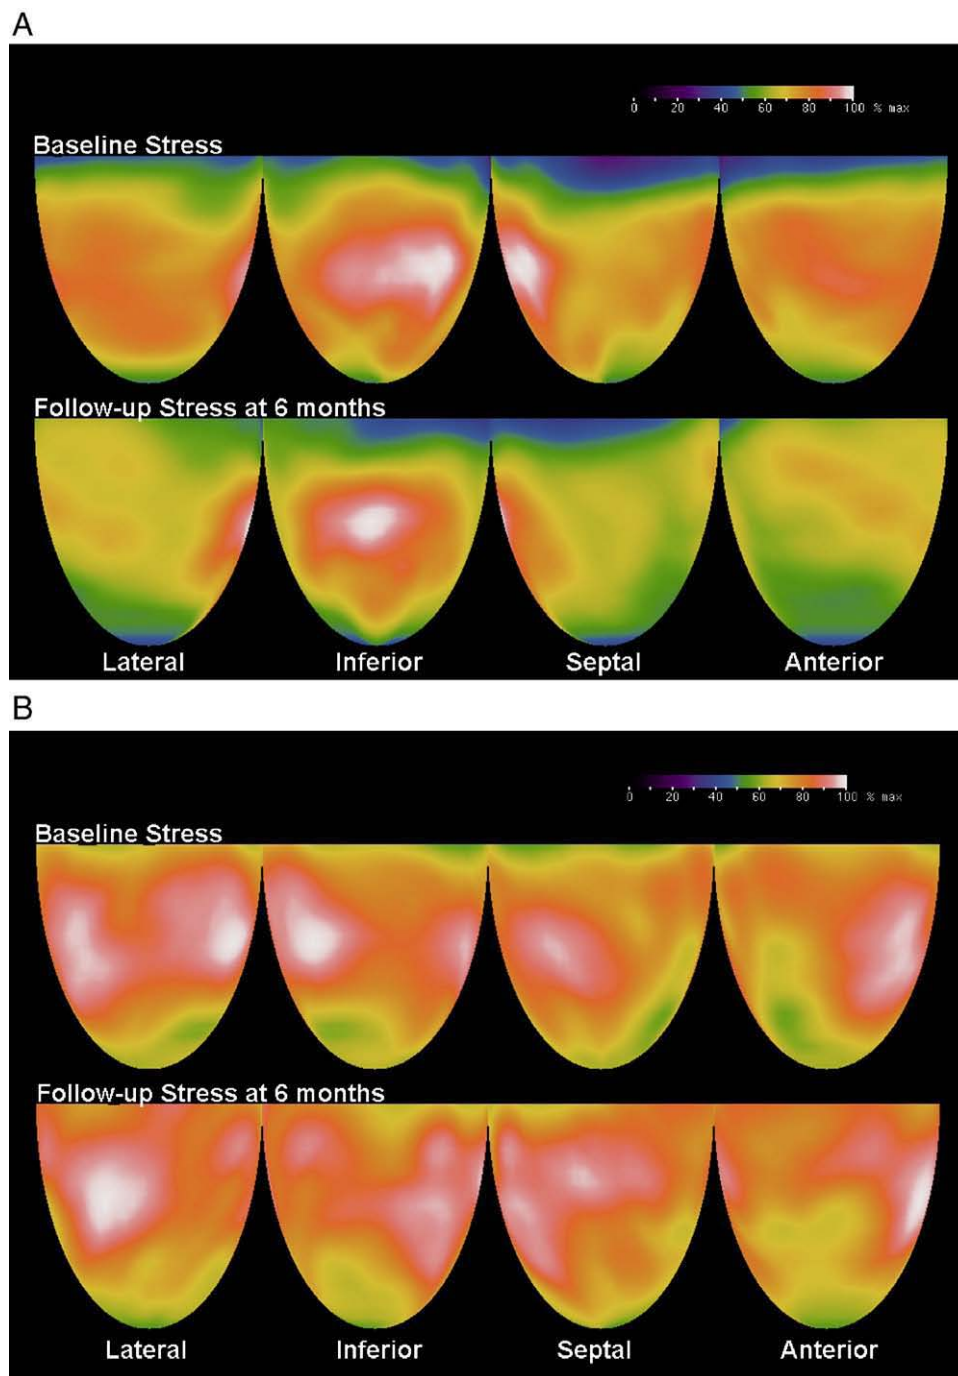 A
0 20 40 60 80 100 % max
Baseline Stress
Follow-up Stress at 6 months
Lateral Inferior Septal Anterior
B
0 20 40 60 80 100 % max
Baseline Stress
Follow-up Stress at 6 months
Lateral Inferior Septal Anterior